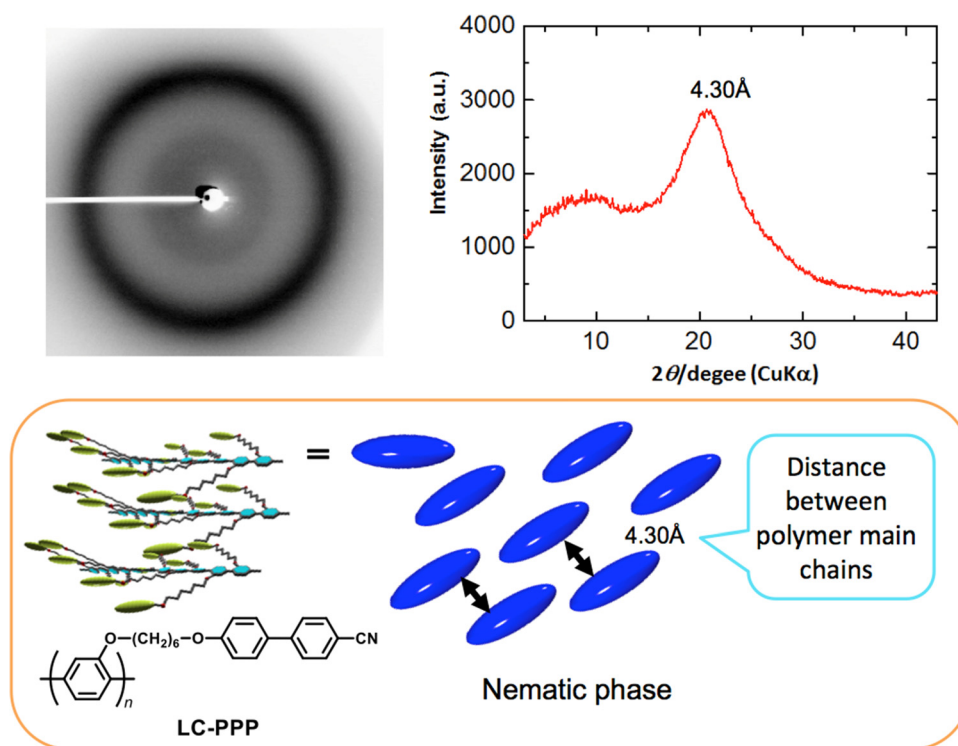 4000
3000
2000
1000
0
Intensity (a.u.)
4.30Å
10
20
30
40
2θ/degee (CuKα)
=
4.30Å
Distance
between
polymer main
chains
O
(CH₂)₆
O
CN
n
LC-PPP
Nematic phase